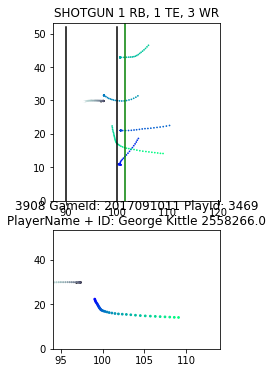 SHOTGUN 1 RB, 1 TE, 3 WR
50
40
30
20
10
0
90 100 110 120
3908 GameId: 2017091011 PlayId: 3469
PlayerName + ID: George Kittle 2558266.0
40
20
0
95 100 105 110